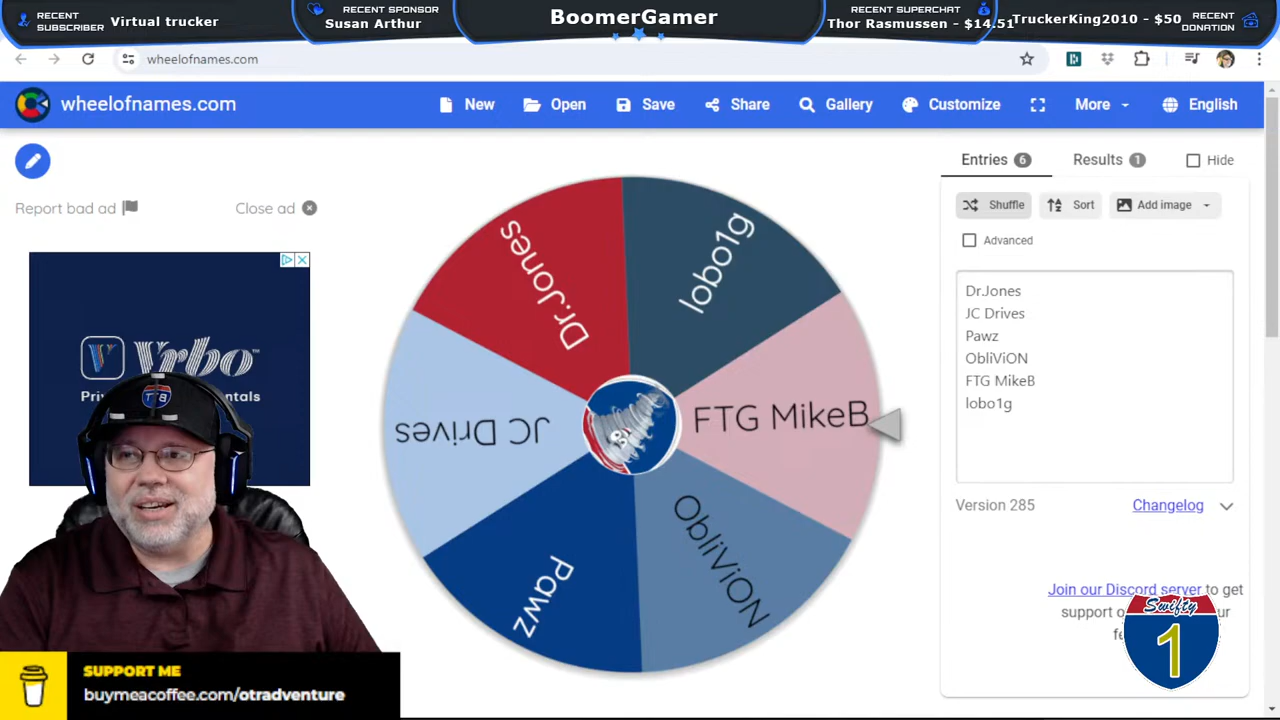 RECENT
SUBSCRIBER
Virtual trucker
RECENT SPONSOR
Susan Arthur
BoomerGamer
RECENT SUPERCHAT
Thor Rasmussen - $14.51
TruckerKing2010 - $50
RECENT
DONATION
wheelofnames.com
wheelofnames.com
New
Open
Save
Share
Gallery
Customize
More
English
Report bad ad
Close ad
Vrbo™
Dr.Jones
lobo1g
FTG MikeB
ObliViON
Pawz
JC Drives
Entries 6
Results 1
Hide
Shuffle
Sort
Add image
Advanced
Dr.Jones
JC Drives
Pawz
ObliViON
FTG MikeB
lobo1g
Version 285
Changelog
Join our Discord server to get
support
Swifty
1
SUPPORT ME
buymeacoffee.com/otradventure